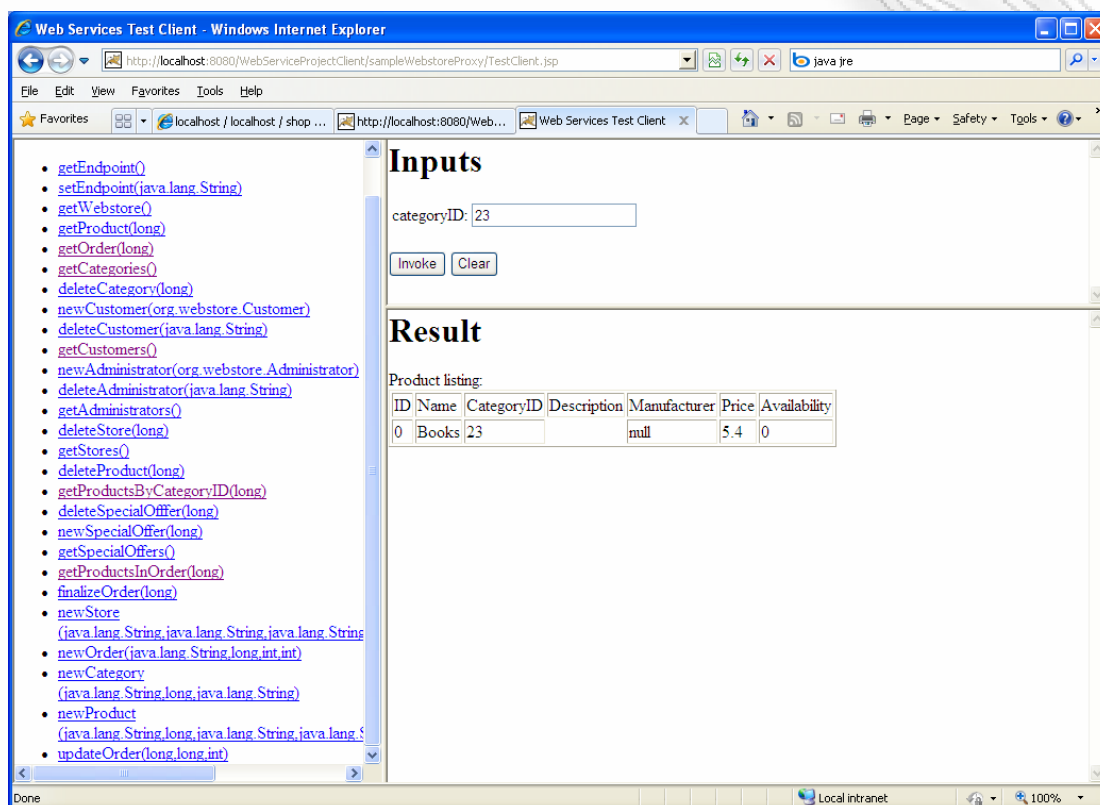 Web Services Test Client - Windows Internet Explorer
http://localhost:8080/WebServiceProjectClient/sampleWebstoreProxy/TestClient.jsp
java jre
File Edit View Favorites Tools Help
Favorites
localhost / localhost / shop ...
http://localhost:8080/Web...
Web Services Test Client
Page
Safety
Tools
getEndpoint()
setEndpoint(java.lang.String)
getWebstore()
getProduct(long)
getOrder(long)
getCategories()
deleteCategory(long)
newCustomer(org.webstore.Customer)
deleteCustomer(java.lang.String)
getCustomers()
newAdministrator(org.webstore.Administrator)
deleteAdministrator(java.lang.String)
getAdministrators()
deleteStore(long)
getStores()
deleteProduct(long)
getProductsByCategoryID(long)
deleteSpecialOfffer(long)
newSpecialOffer(long)
getSpecialOffers()
getProductsInOrder(long)
finalizeOrder(long)
newStore
(java.lang.String,java.lang.String,java.lang.String
newOrder(java.lang.String,long,int,int)
newCategory
(java.lang.String,long,java.lang.String)
newProduct
(java.lang.String,long,java.lang.String,java.lang.S
updateOrder(long,long,int)
Inputs
categoryID: 23
Invoke Clear
Result
Product listing:
ID Name CategoryID Description Manufacturer Price Availability
0 Books 23 null 5.4 0
Done
Local intranet
100%